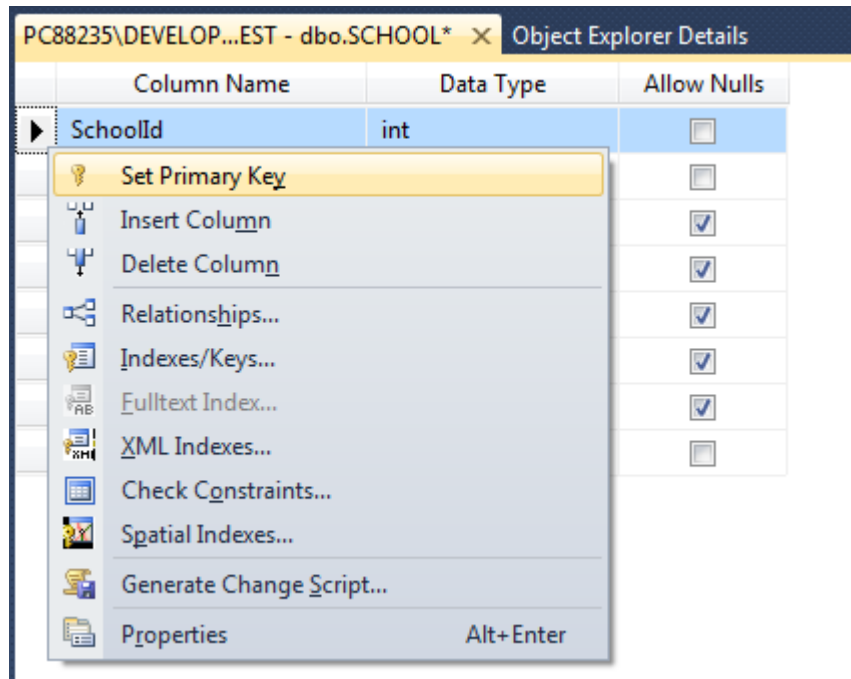 PC88235\DEVELOP...EST - dbo.SCHOOL* Object Explorer Details
Column Name Data Type Allow Nulls
SchoolId int
Set Primary Key
Insert Column
Delete Column
Relationships...
Indexes/Keys...
Fulltext Index...
XML Indexes...
Check Constraints...
Spatial Indexes...
Generate Change Script...
Properties Alt+Enter